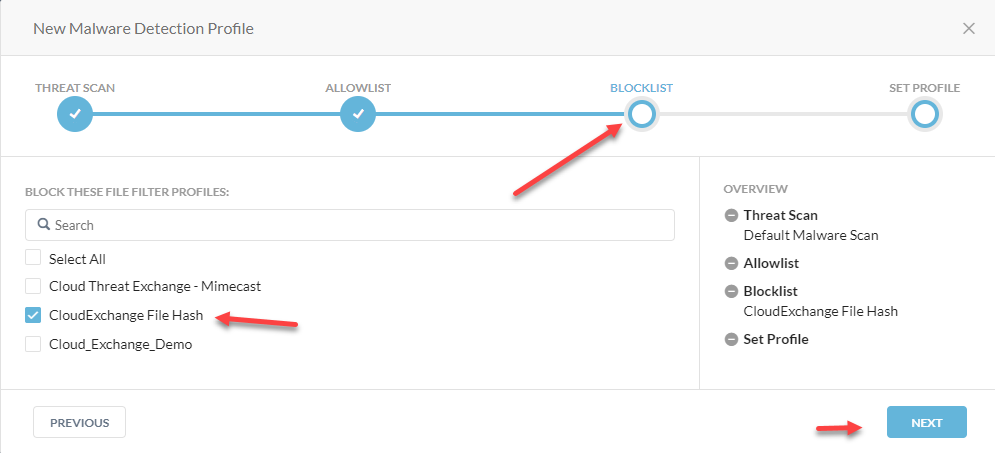 New Malware Detection Profile
THREAT SCAN
ALLOWLIST
BLOCKLIST
SET PROFILE
BLOCK THESE FILE FILTER PROFILES:
Search
Select All
Cloud Threat Exchange - Mimecast
CloudExchange File Hash
Cloud_Exchange_Demo
OVERVIEW
Threat Scan
Default Malware Scan
Allowlist
Blocklist
CloudExchange File Hash
Set Profile
PREVIOUS
NEXT